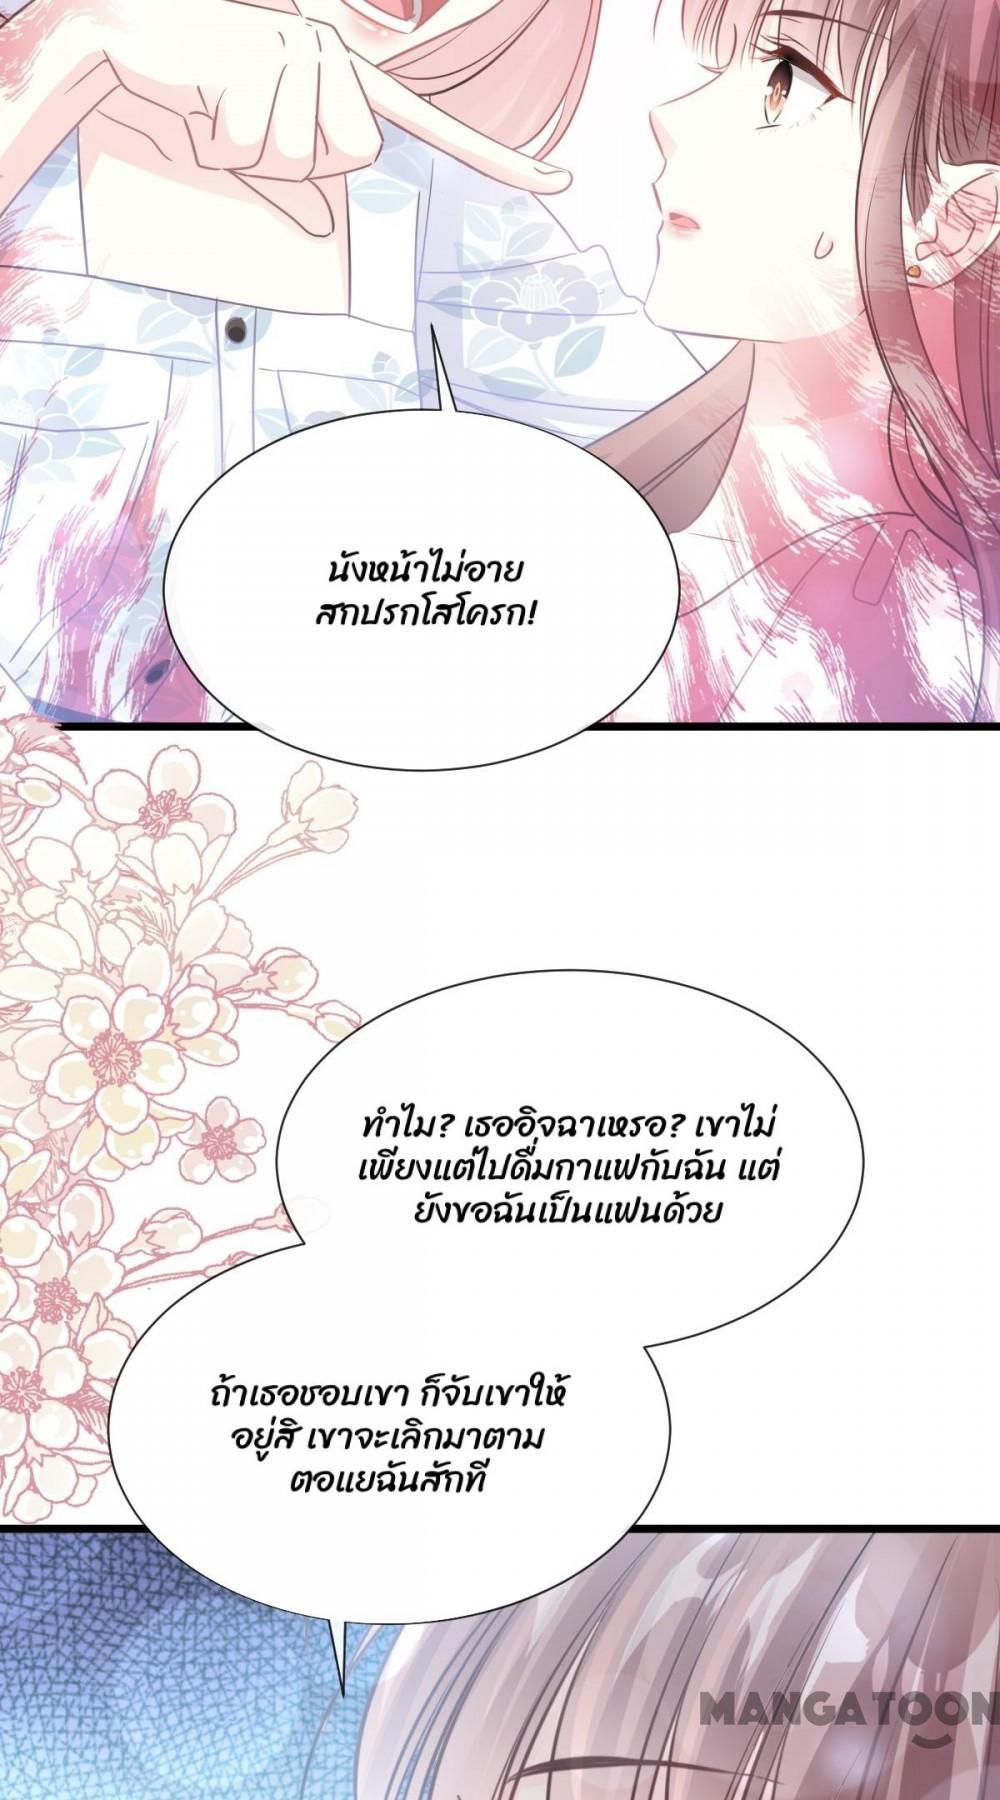 นังหน้าไม่อาย
สกปรกโสโครก!
ทำไม? เธออิจฉาเหรอ? เขาไม่
เพียงแต่ไปดื่มกาแฟกับฉัน แต่
ยังขอฉันเป็นแฟนด้วย
ถ้าเธอชอบเขา ก็จับเขาให้
อยู่สิ เขาจะเลิกมาตาม
ตอแยฉันสักที
MANGATOON